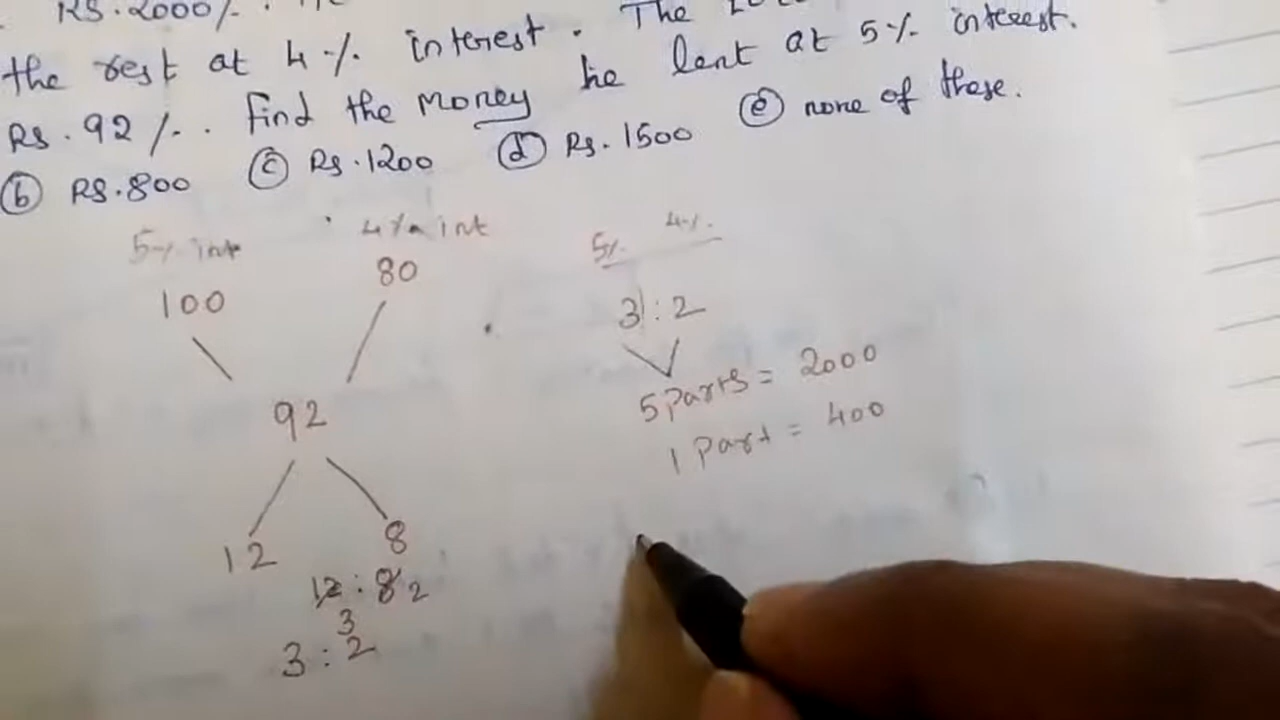 RS.2000/-.
the rest at 4% interest. The
RS.92/-. find the money he lent at 5% interest.
(b) RS.800 (c) RS.1200 (d) RS.1500 (e) none of these.
5% int 4% int 5% 4%
100 80 3:2
92 5 Parts = 2000
1 Part = 400
12 8
12:8 2
3
3:2